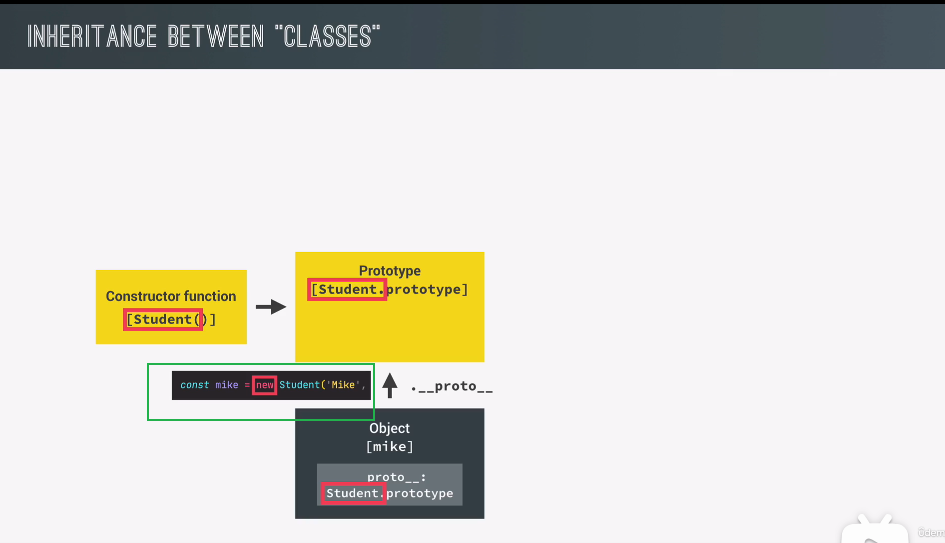 INHERITANCE BETWEEN "CLASSES"
Prototype
[Student.prototype]
Constructor function
[Student()]
const mike = new Student('Mike',
.__proto__
Object
[mike]
proto__:
Student.prototype